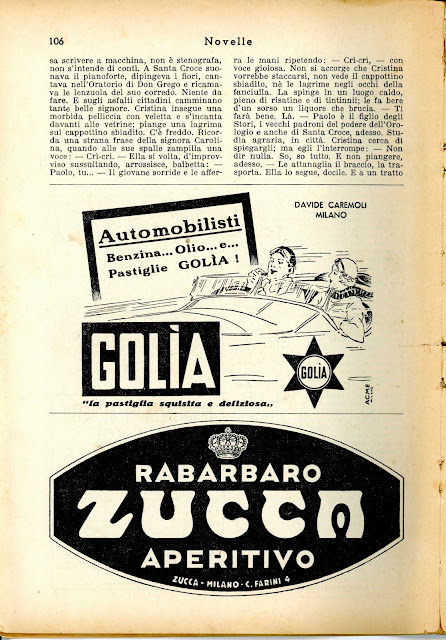 106
Novelle
sa scrivere a macchina, non è stenografa,
non s'intende di conti. A Santa Croce suo-
nava il pianoforte, dipingeva i fiori, can-
tava nell'Oratorio di Don Grego e ricama-
va le lenzuola del suo corredo. Niente da
fare. E sugli asfalti cittadini camminano
tante belle signore. Cristina insegue una
morbida pelliccia con veletta e s'incanta
davanti alle vetrine; piange una lagrima
sul cappottino sbiadito. C'è freddo. Ricor-
da una strana frase della signora Caroli-
na, quando alle sue spalle zampilla una
voce: — Crì-crì. — Ella si volta, d'improv-
viso sussultando, arrossisce, balbetta: —
Paolo, tu... — Il giovane sorride e le affer-
ra le mani ripetendo: — Crì-crì, — con
voce gioiosa. Non si accorge che Cristina
vorrebbe staccarsi, non vede il cappottino
sbiadito, nè le lagrime negli occhi della
fanciulla. La spinge in un luogo caldo,
pieno di risatine e di tintinnii; le fa bere
d'un sorso un liquore che brucia. — Ti
farà bene. Là. — Paolo è il figlio degli
Stori, i vecchi padroni del podere dell'Oro-
logio e anche di Santa Croce, adesso. Stu-
dia agraria, in città. Cristina cerca di
spiegargli; ma egli l'interrompe: — Non
dir nulla. So, so tutto. E non piangere,
adesso. — Le attanaglia il braccio, la tra-
sporta. Ella lo segue, docile. E a un tratto
DAVIDE CAREMOLI
MILANO
Automobilisti
Benzina... Olio... e...
Pastiglie GOLÌA !
GOLÌA
GOLÌA
"la pastiglia squisita e deliziosa„
ACME
RABARBARO
ZUCCA
APERITIVO
ZUCCA - MILANO - C. FARINI 4